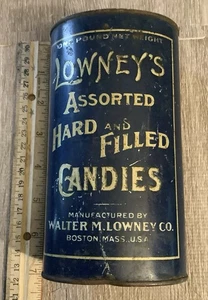 ONE POUND NET WEIGHT
LOWNEY'S
ASSORTED
HARD AND
FILLED
CANDIES
MANUFACTURED BY
WALTER M. LOWNEY CO.
BOSTON, MASS., U.S.A.